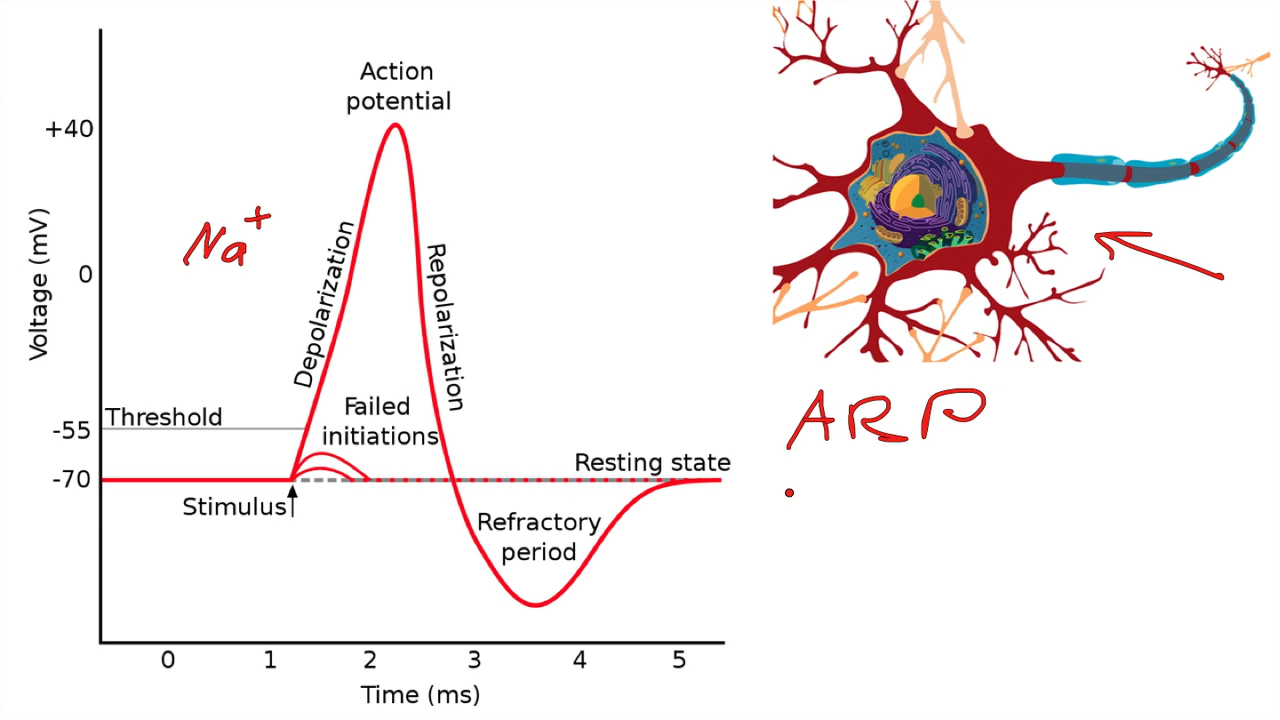 Action
potential
+40
Na+
Voltage (mV)
0
Depolarization
Repolarization
Threshold
-55
Failed
initiations
-70
Resting state
Stimulus
Refractory
period
0 1 2 3 4 5
Time (ms)
ARP